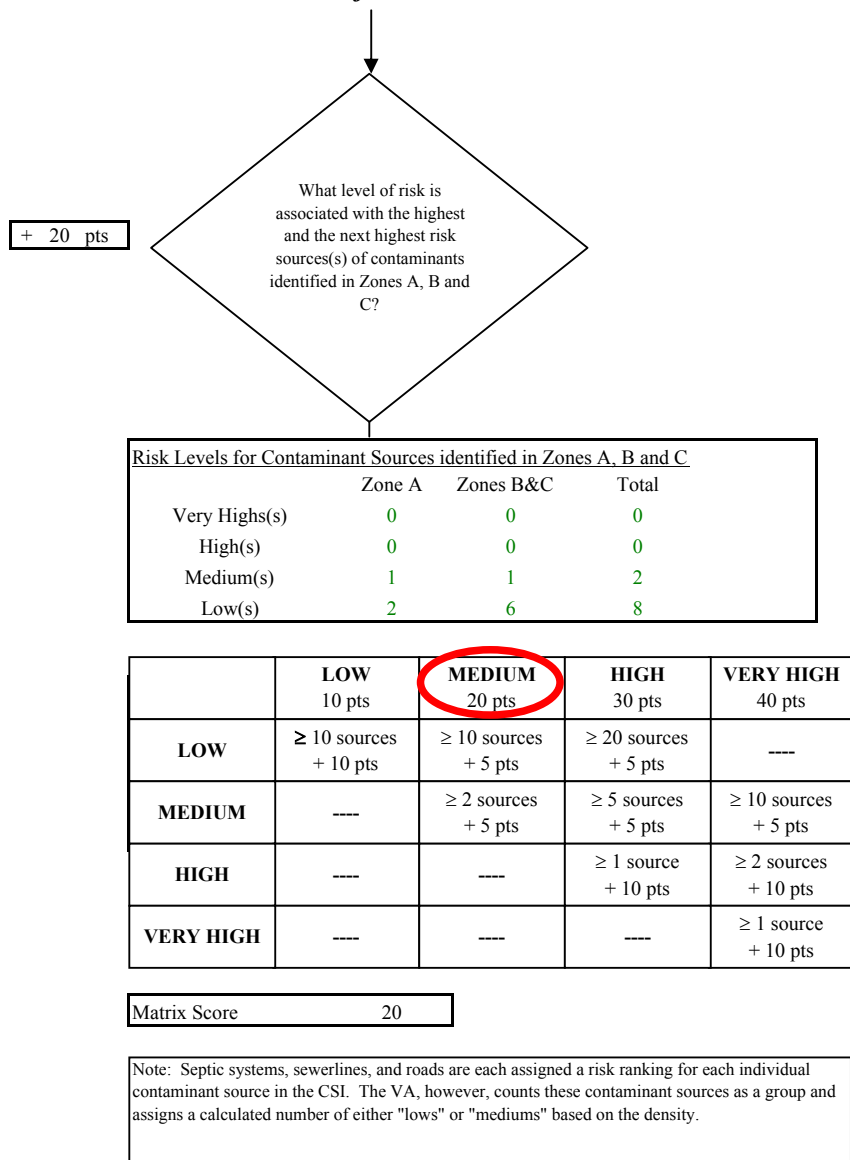 What level of risk is
associated with the highest
and the next highest risk
sources(s) of contaminants
identified in Zones A, B and
C?
+ 20 pts
Risk Levels for Contaminant Sources identified in Zones A, B and C
Zone A Zones B&C Total
Very Highs(s) 0 0 0
High(s) 0 0 0
Medium(s) 1 1 2
Low(s) 2 6 8
LOW MEDIUM HIGH VERY HIGH
10 pts 20 pts 30 pts 40 pts
LOW ≥ 10 sources + 10 pts ≥ 10 sources + 5 pts ≥ 20 sources + 5 pts ----
MEDIUM ---- ≥ 2 sources + 5 pts ≥ 5 sources + 5 pts ≥ 10 sources + 5 pts
HIGH ---- ---- ≥ 1 source + 10 pts ≥ 2 sources + 10 pts
VERY HIGH ---- ---- ---- ≥ 1 source + 10 pts
Matrix Score 20
Note: Septic systems, sewerlines, and roads are each assigned a risk ranking for each individual
contaminant source in the CSI. The VA, however, counts these contaminant sources as a group and
assigns a calculated number of either "lows" or "mediums" based on the density.